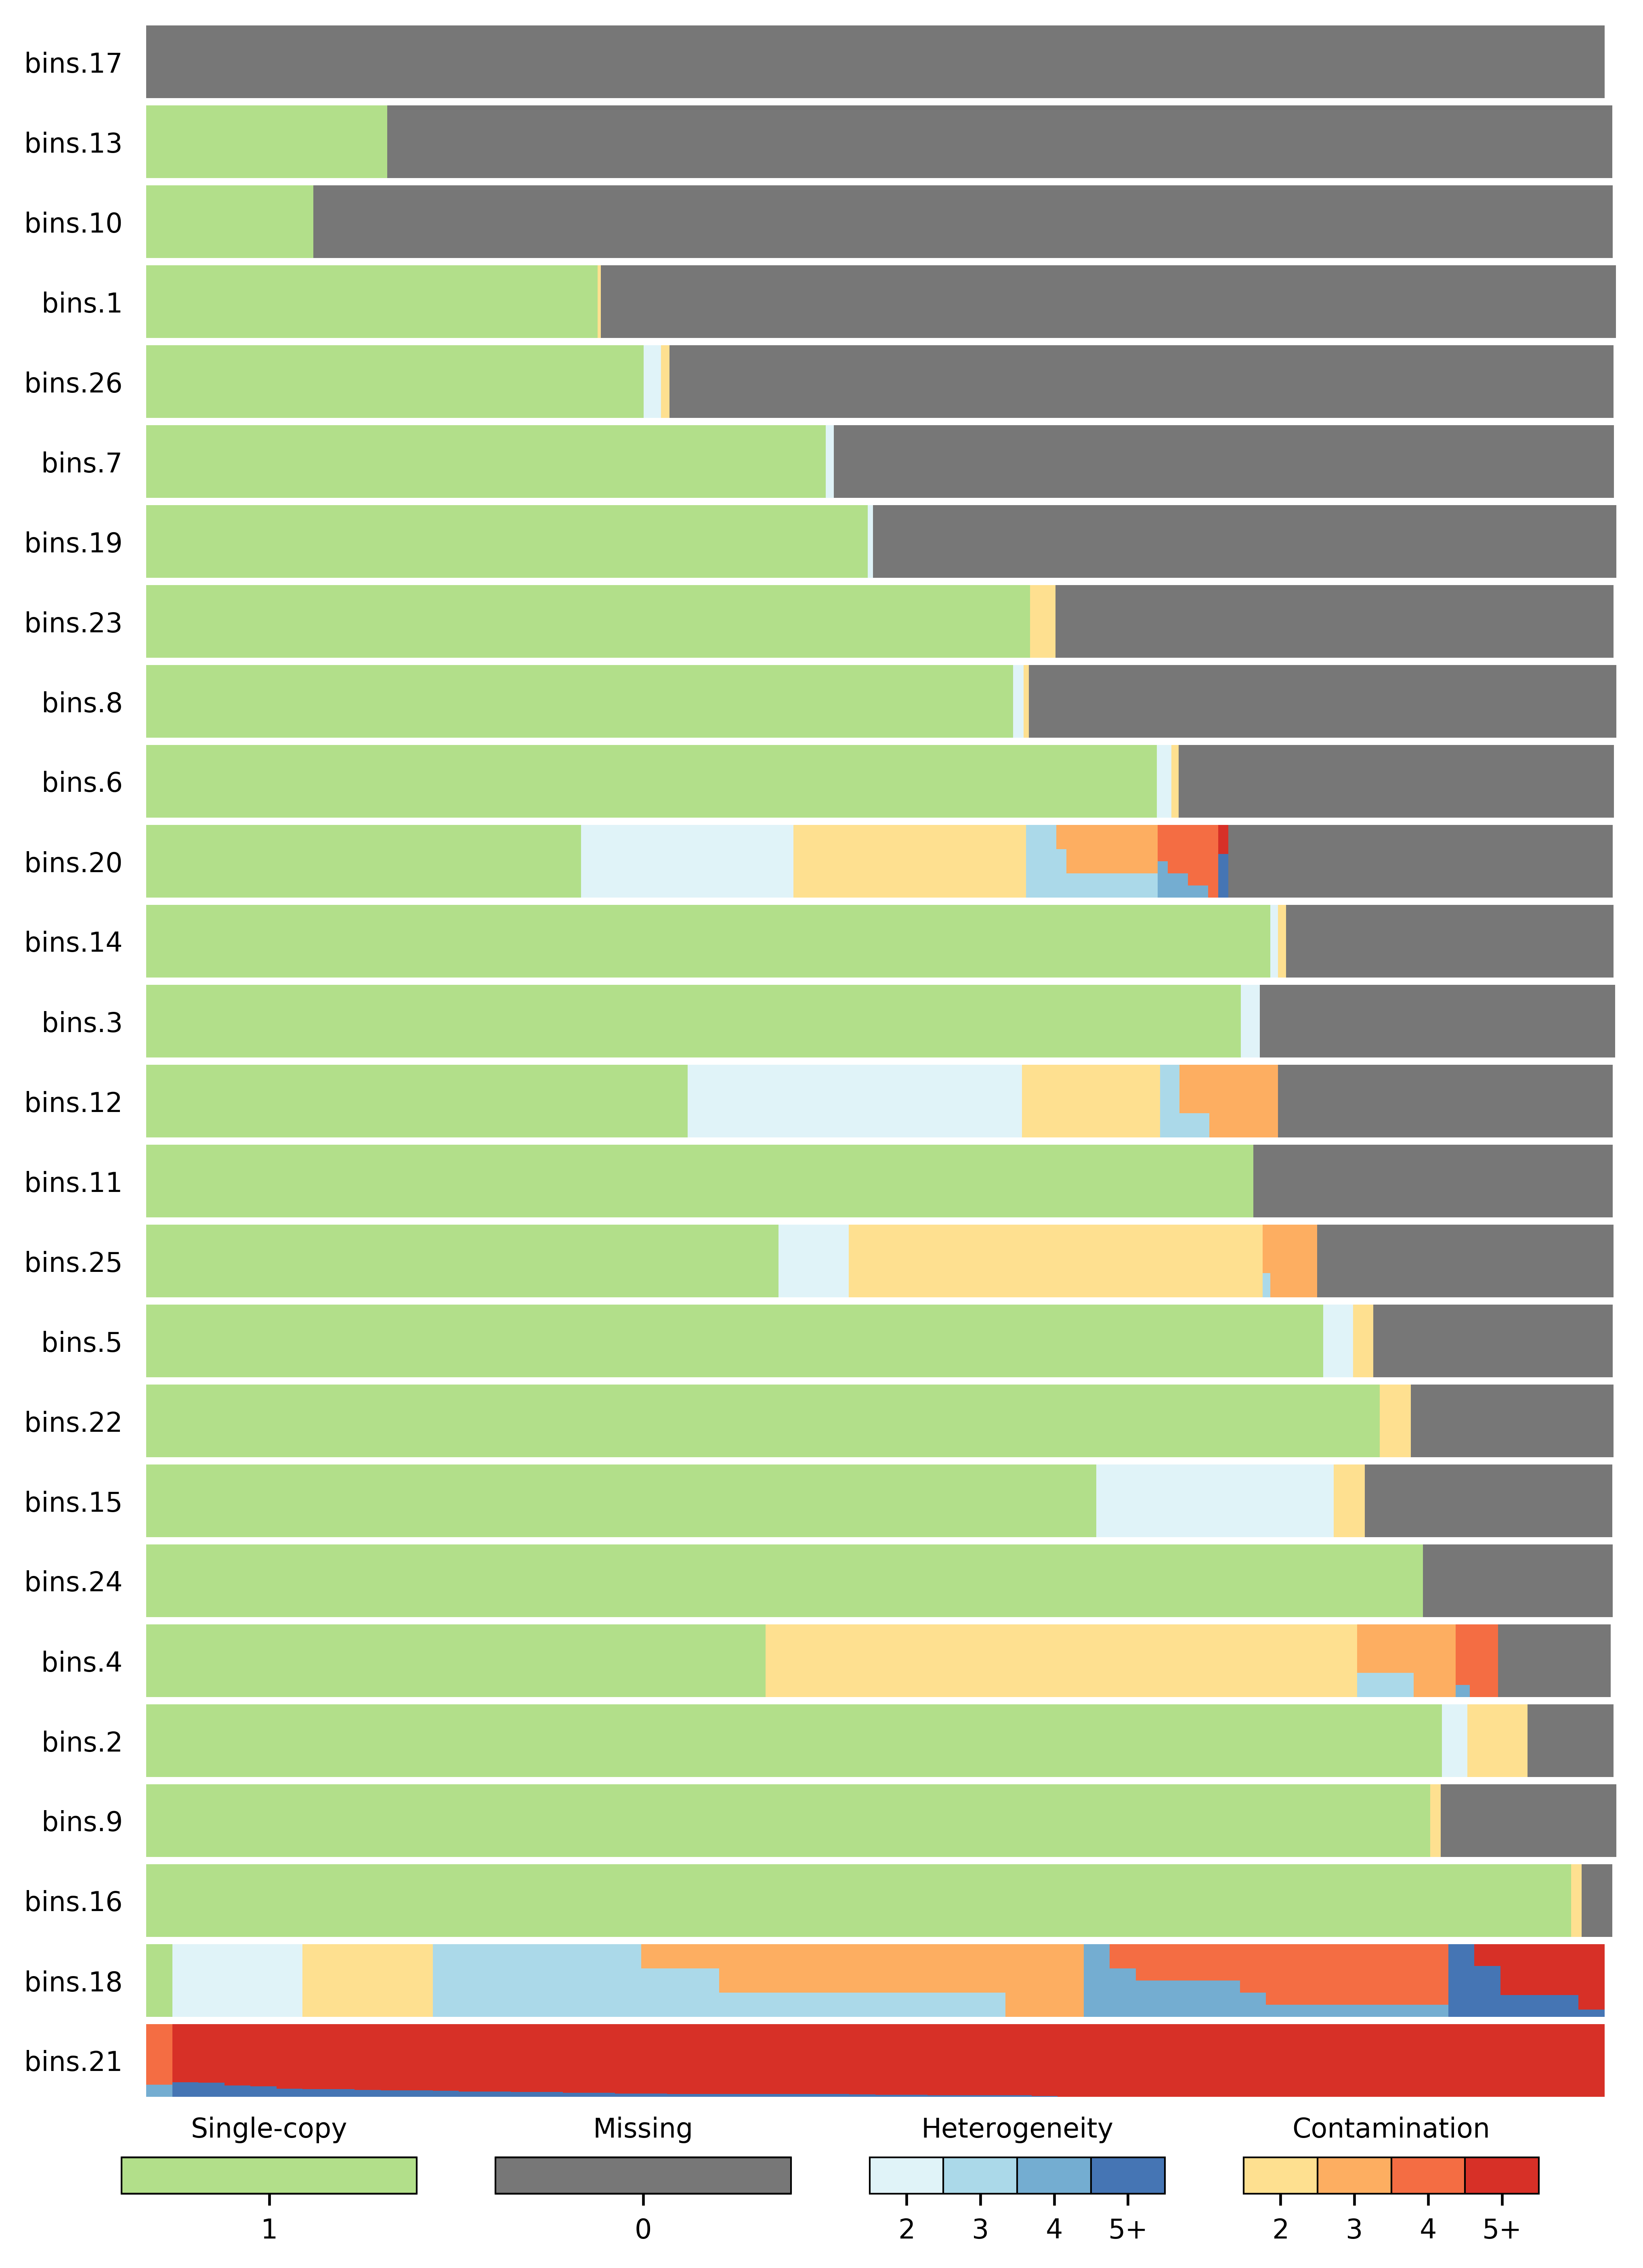 bins.17
bins.13
bins.10
bins.1
bins.26
bins.7
bins.19
bins.23
bins.8
bins.6
bins.20
bins.14
bins.3
bins.12
bins.11
bins.25
bins.5
bins.22
bins.15
bins.24
bins.4
bins.2
bins.9
bins.16
bins.18
bins.21
Single-copy Missing Heterogeneity Contamination
1 0 2 3 4 5+ 2 3 4 5+